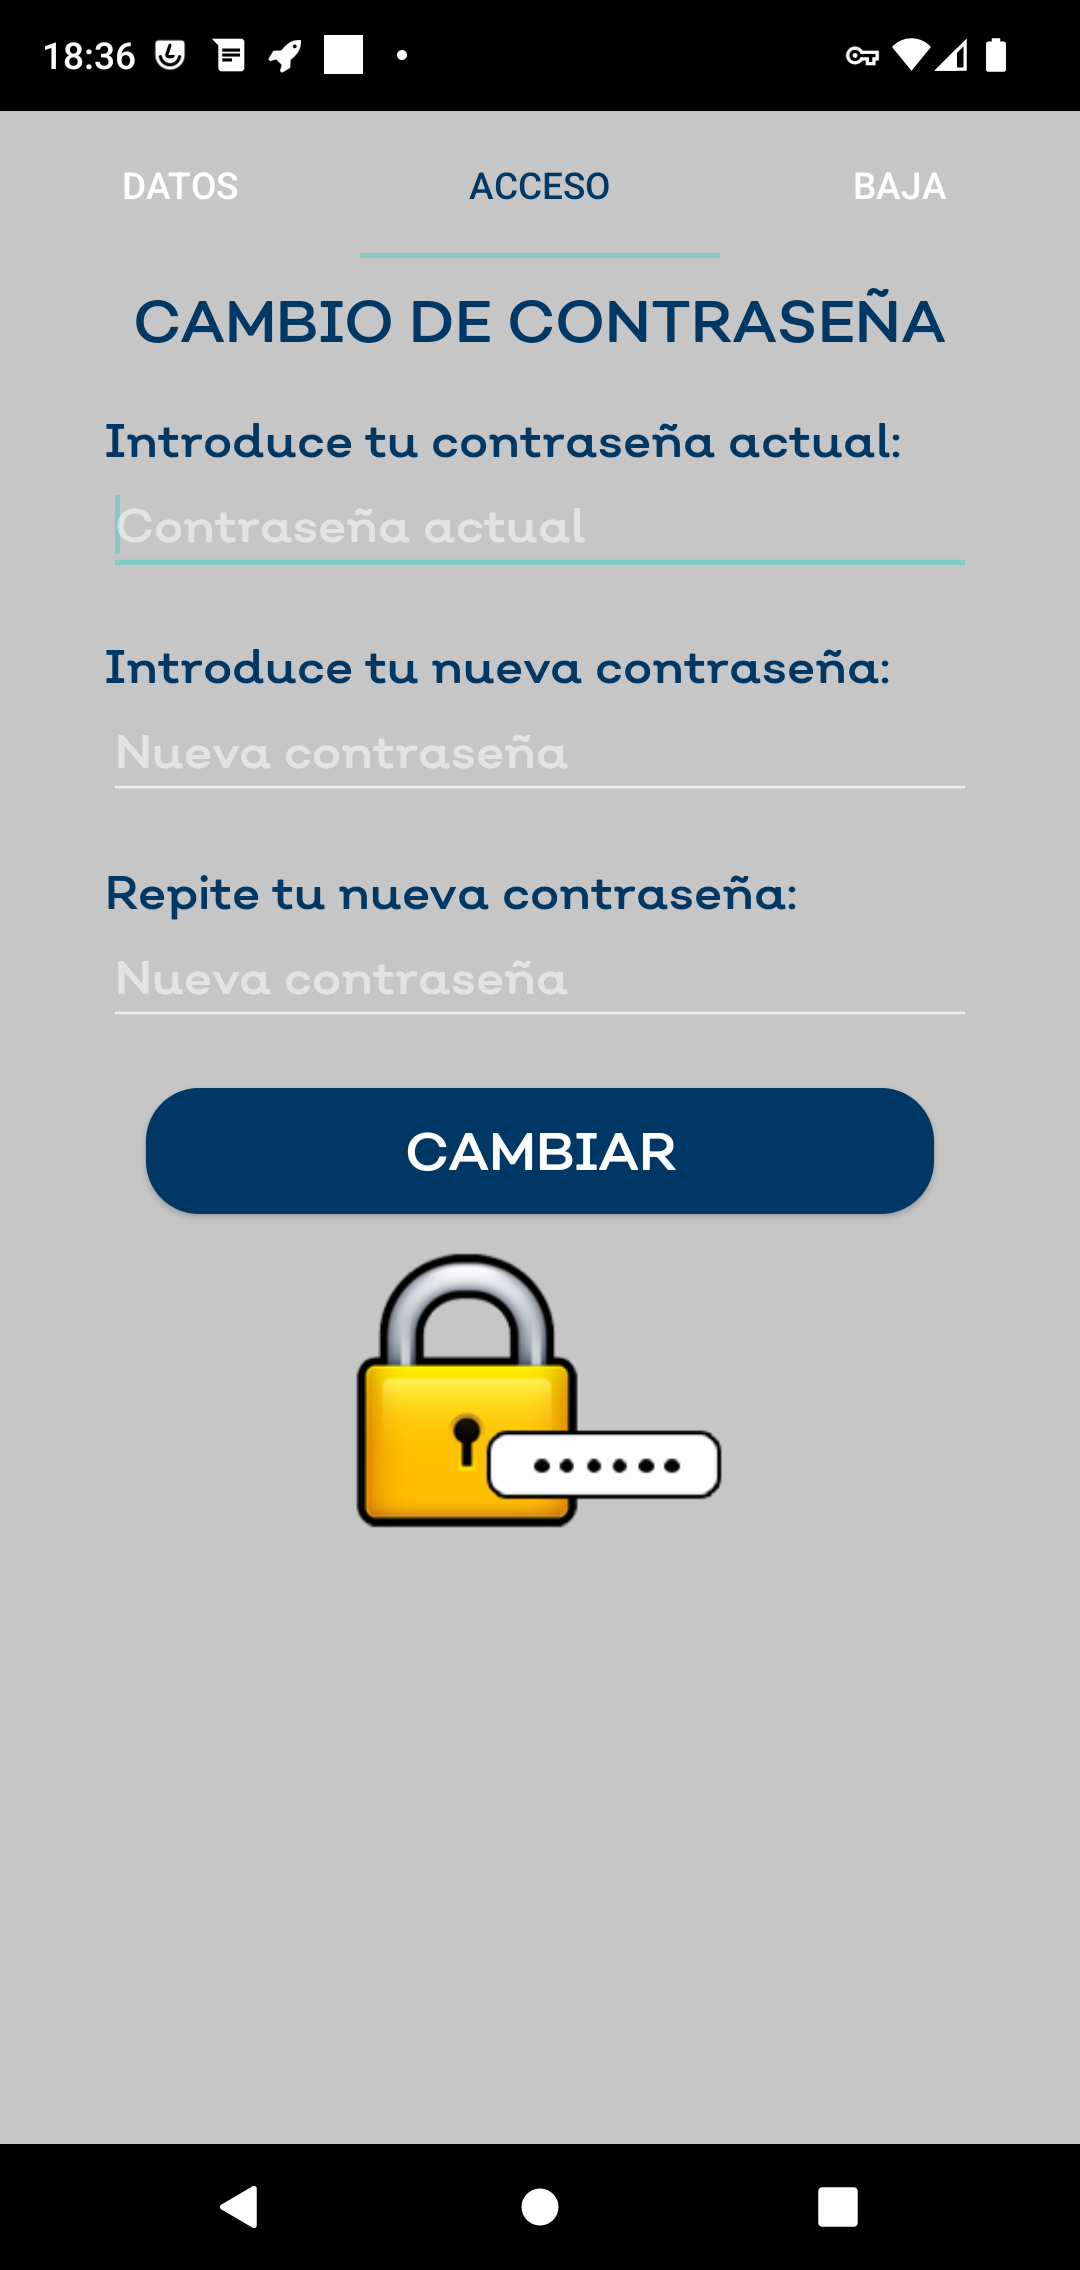 18:36
DATOS ACCESO BAJA
CAMBIO DE CONTRASEÑA
Introduce tu contraseña actual:
Contraseña actual
Introduce tu nueva contraseña:
Nueva contraseña
Repite tu nueva contraseña:
Nueva contraseña
CAMBIAR